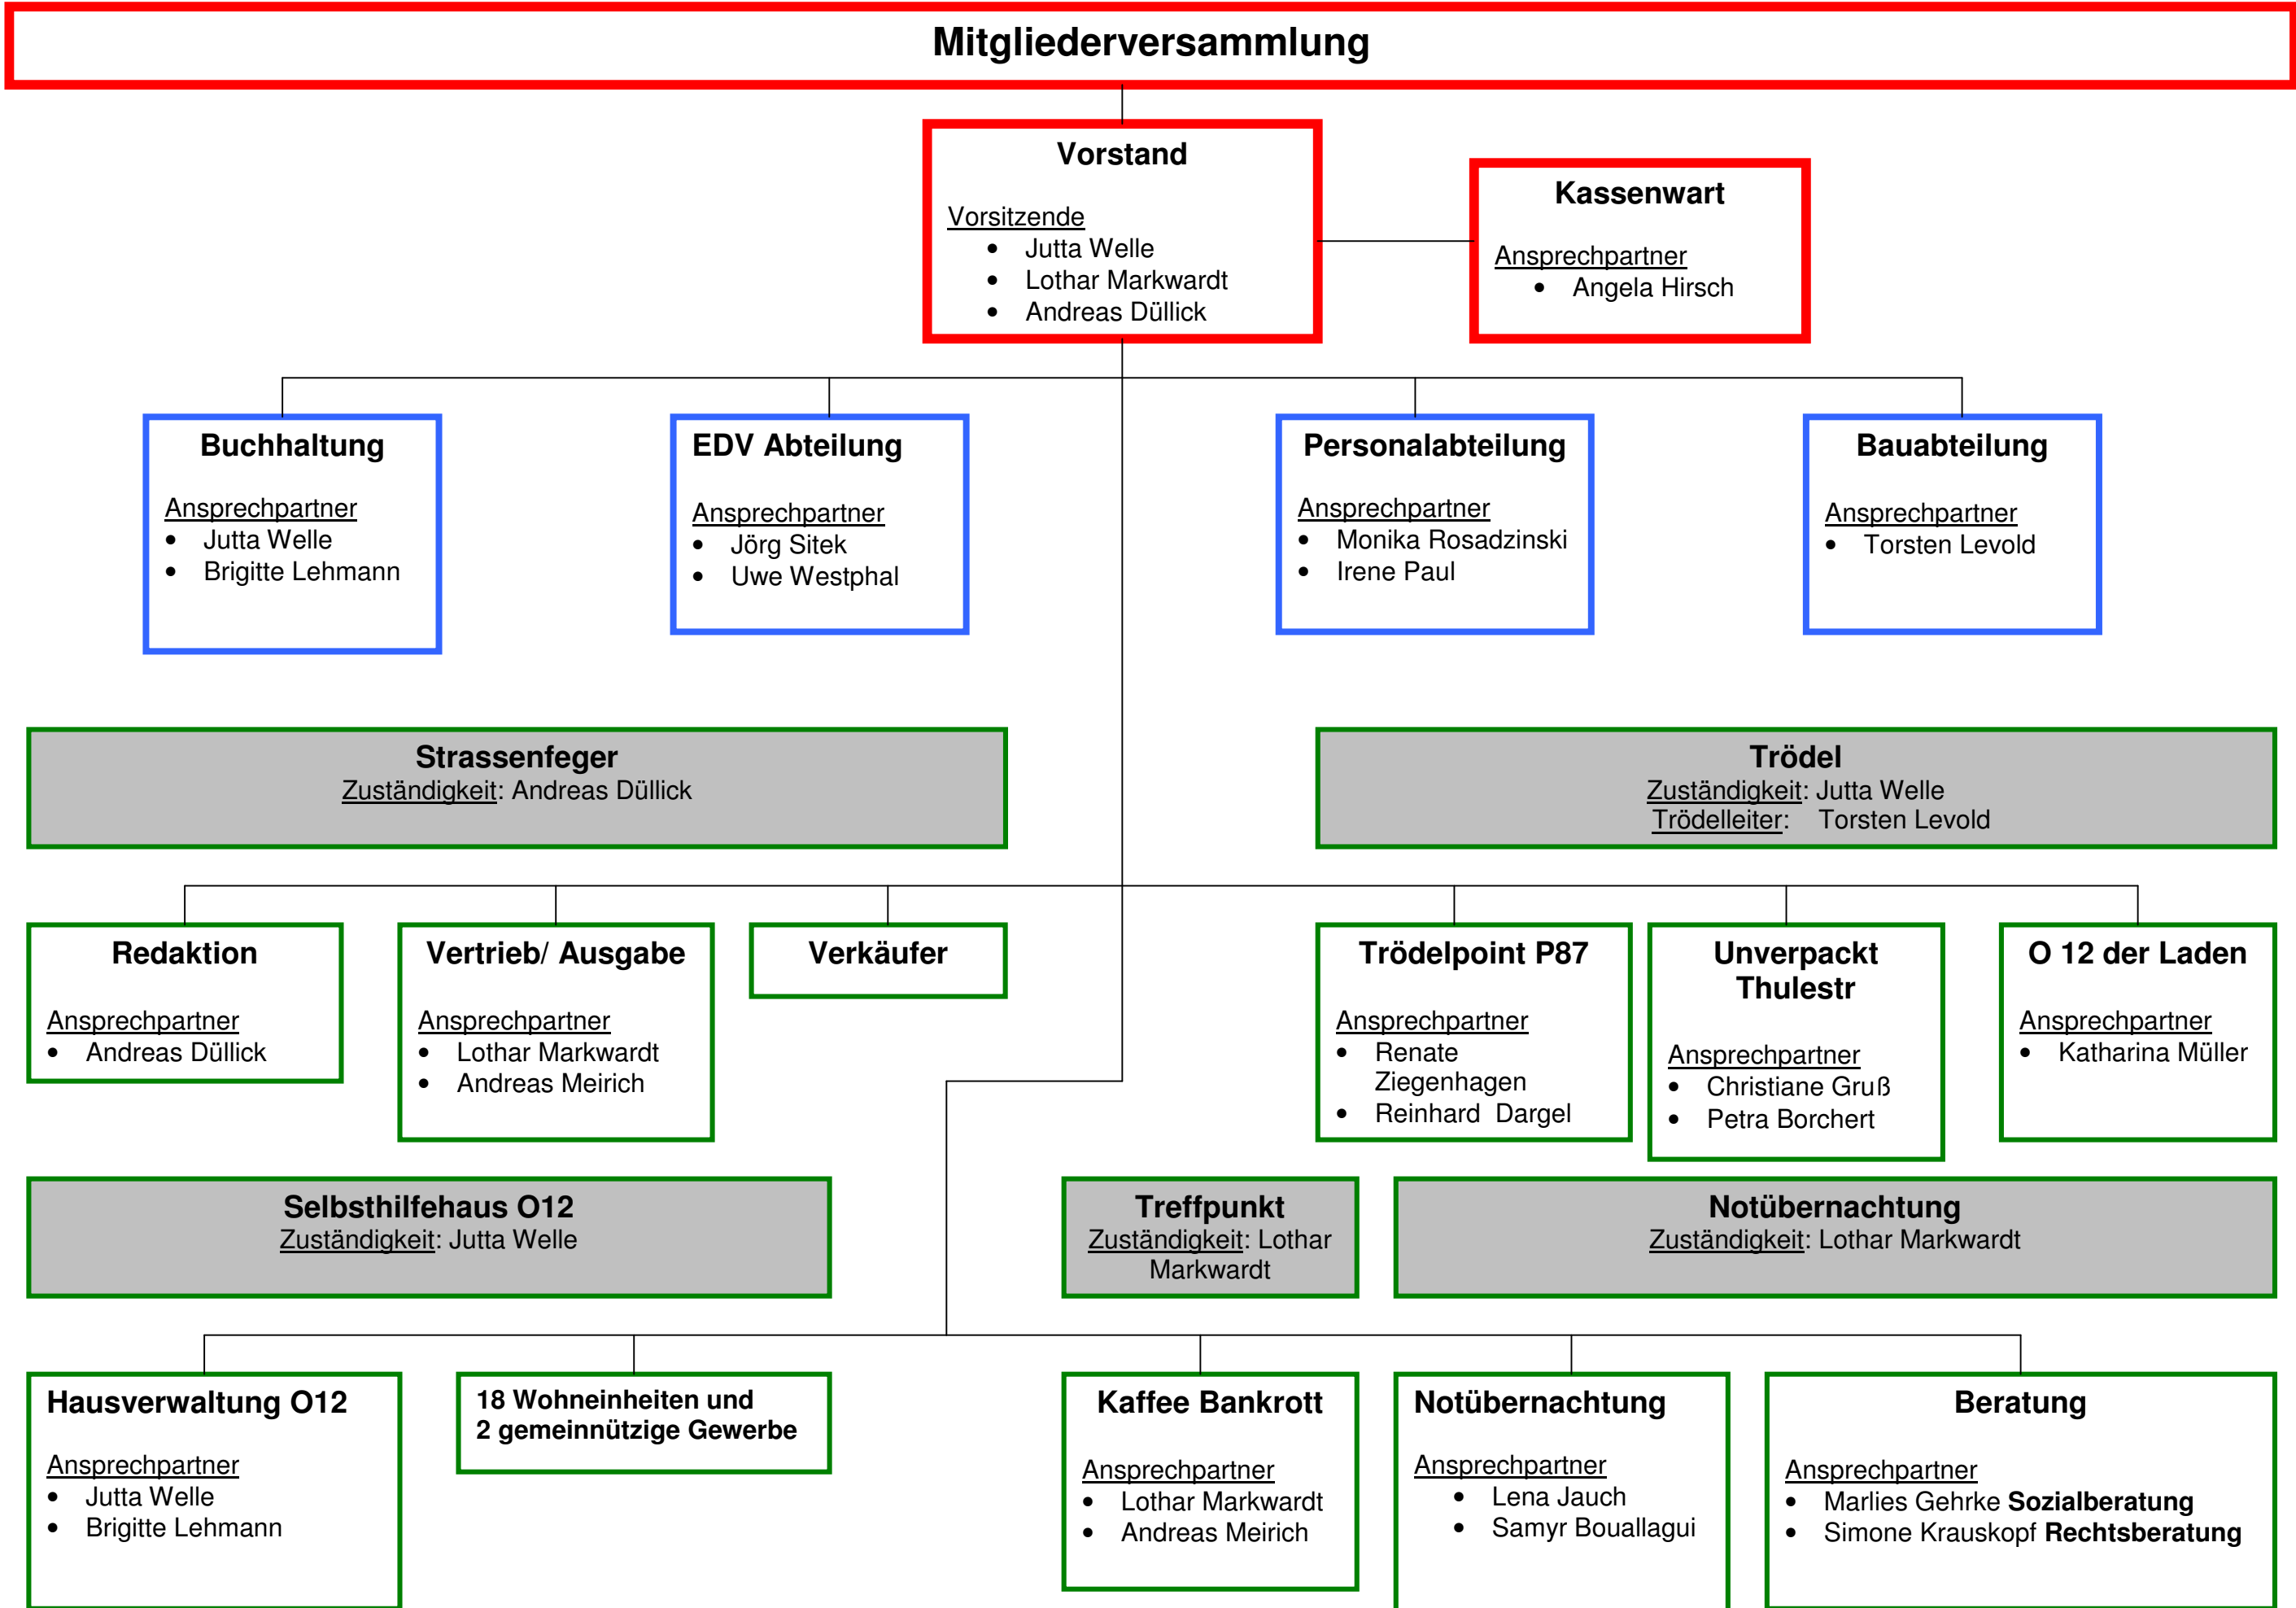 Mitgliederversammlung
Vorstand
Vorsitzende
• Jutta Welle
• Lothar Markwardt
• Andreas Düllick
Kassenwart
Ansprechpartner
• Angela Hirsch
Buchhaltung
Ansprechpartner
• Jutta Welle
• Brigitte Lehmann
EDV Abteilung
Ansprechpartner
• Jörg Sitek
• Uwe Westphal
Personalabteilung
Ansprechpartner
• Monika Rosadzinski
• Irene Paul
Bauabteilung
Ansprechpartner
• Torsten Levold
Strassenfeger
Zuständigkeit: Andreas Düllick
Trödel
Zuständigkeit: Jutta Welle
Trödelleiter: Torsten Levold
Redaktion
Ansprechpartner
• Andreas Düllick
Vertrieb/ Ausgabe
Ansprechpartner
• Lothar Markwardt
• Andreas Meirich
Verkäufer
Trödelpoint P87
Ansprechpartner
• Renate
Ziegenhagen
• Reinhard Dargel
Unverpackt
Thulestr
Ansprechpartner
• Christiane Gruß
• Petra Borchert
O 12 der Laden
Ansprechpartner
• Katharina Müller
Selbsthilfehaus O12
Zuständigkeit: Jutta Welle
Treffpunkt
Zuständigkeit: Lothar
Markwardt
Notübernachtung
Zuständigkeit: Lothar Markwardt
Hausverwaltung O12
Ansprechpartner
• Jutta Welle
• Brigitte Lehmann
18 Wohneinheiten und
2 gemeinnützige Gewerbe
Kaffee Bankrott
Ansprechpartner
• Lothar Markwardt
• Andreas Meirich
Notübernachtung
Ansprechpartner
• Lena Jauch
• Samyr Bouallagui
Beratung
Ansprechpartner
• Marlies Gehrke Sozialberatung
• Simone Krauskopf Rechtsberatung